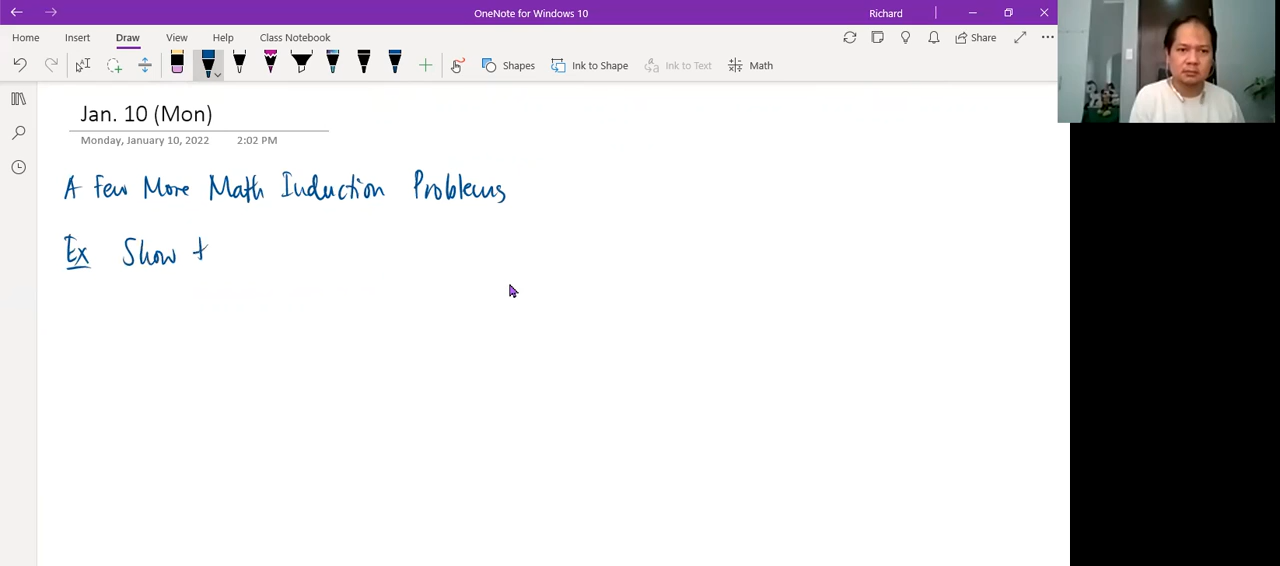 OneNote for Windows 10
Richard
Home Insert Draw View Help Class Notebook
Share
Shapes Ink to Shape Ink to Text Math
Jan. 10 (Mon)
Monday, January 10, 2022 2:02 PM
A Few More Math Induction Problems
Ex Show t